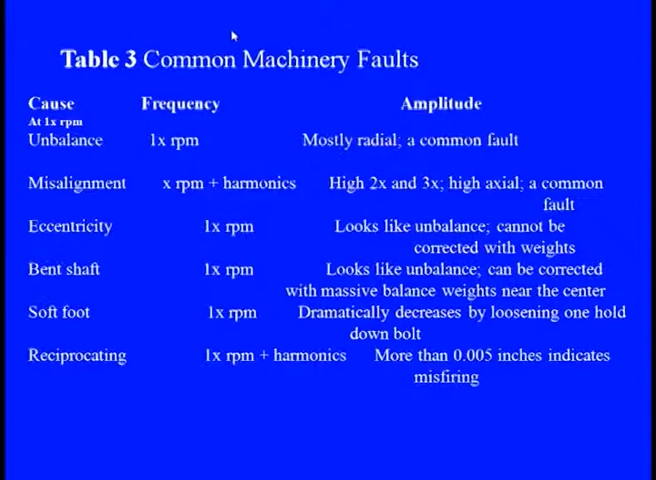 Table 3 Common Machinery Faults
Cause Frequency Amplitude
At 1x rpm
Unbalance 1x rpm Mostly radial; a common fault
Misalignment x rpm + harmonics High 2x and 3x; high axial; a common
fault
Eccentricity 1x rpm Looks like unbalance; cannot be
corrected with weights
Bent shaft 1x rpm Looks like unbalance; can be corrected
with massive balance weights near the center
Soft foot 1x rpm Dramatically decreases by loosening one hold
down bolt
Reciprocating 1x rpm + harmonics More than 0.005 inches indicates
misfiring